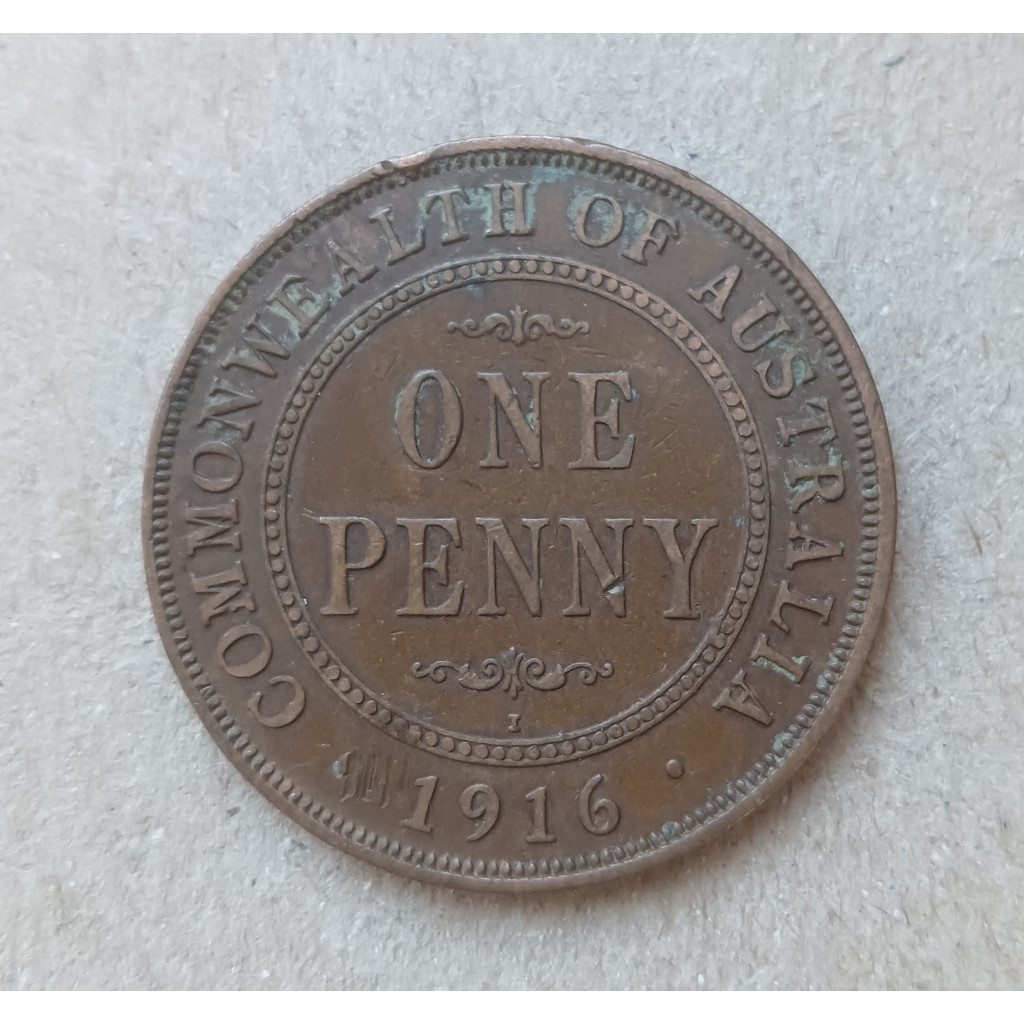 COMMONWEALTH OF AUSTRALIA
ONE
PENNY
I
1916